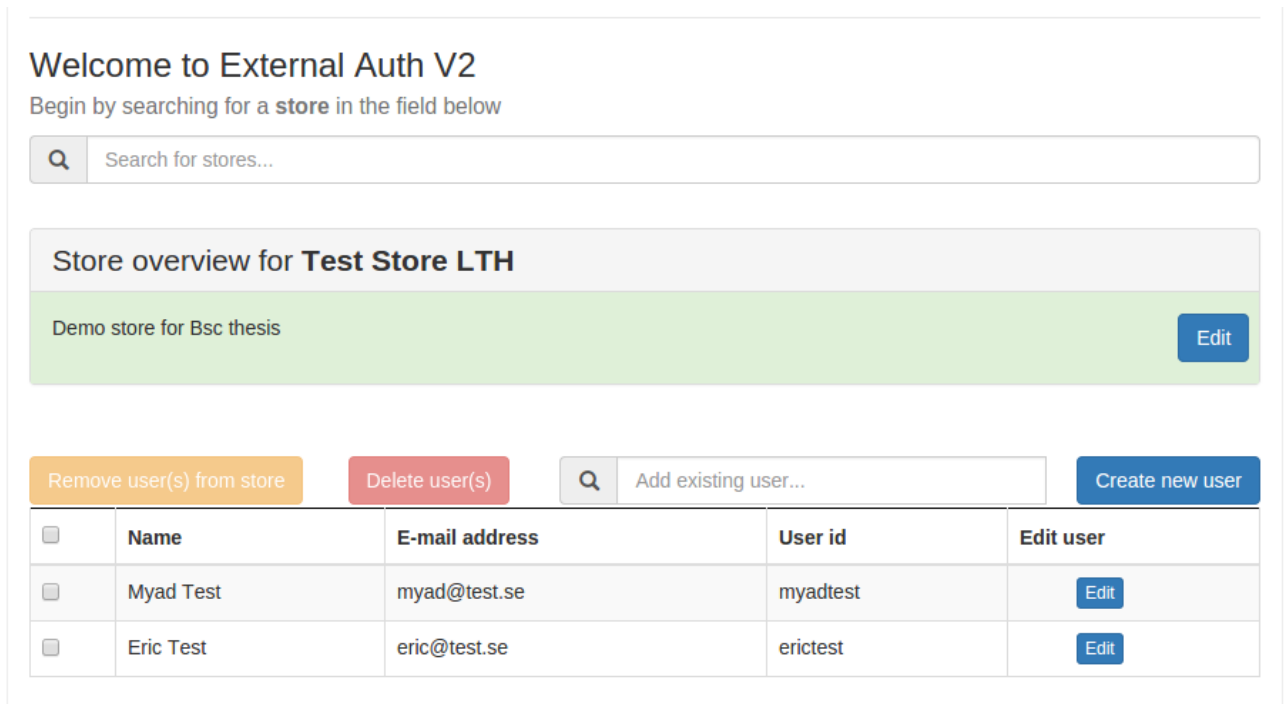 Welcome to External Auth V2
Begin by searching for a store in the field below
Search for stores...
Store overview for Test Store LTH
Demo store for Bsc thesis
Edit
Remove user(s) from store Delete user(s) Add existing user... Create new user
Name E-mail address User id Edit user
Myad Test myad@test.se myadtest Edit
Eric Test eric@test.se erictest Edit